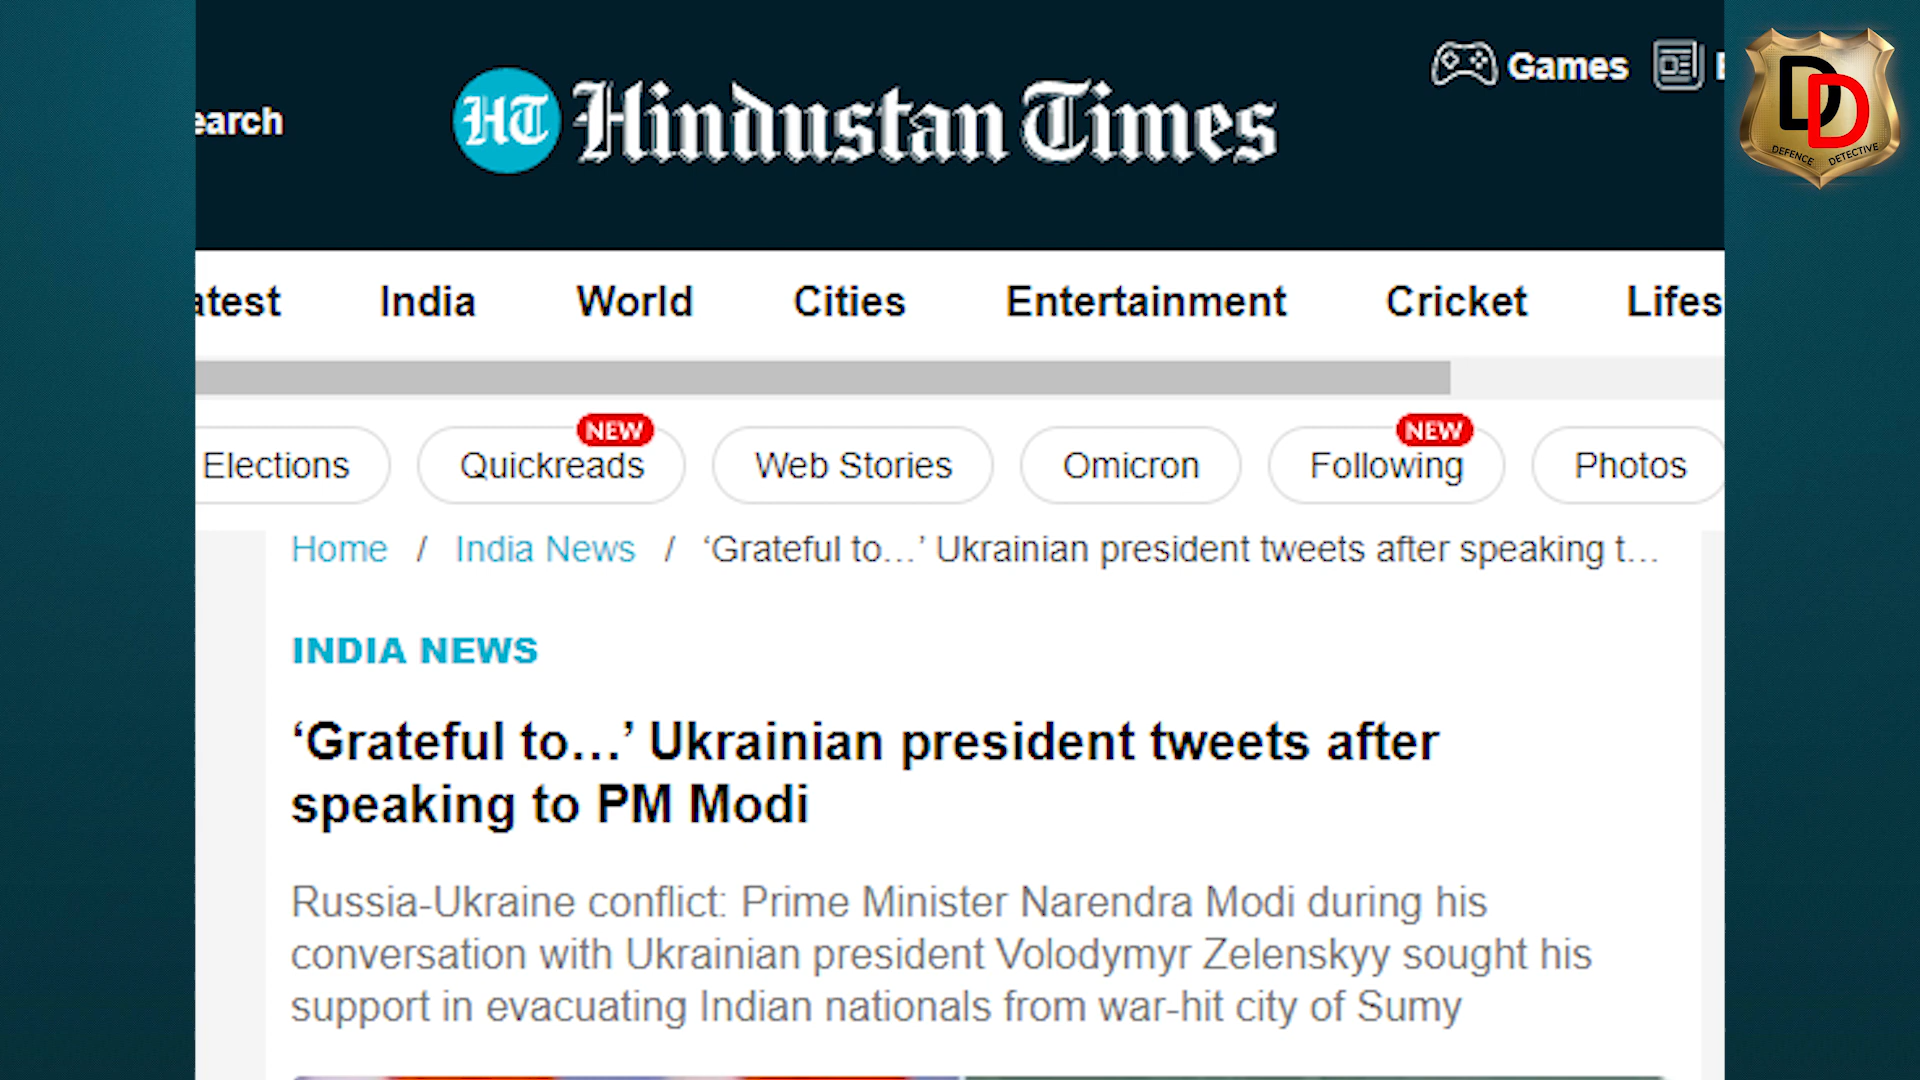 Games
DD
DEFENCE DETECTIVE
earch
HT Hindustan Times
atest India World Cities Entertainment Cricket Lifes
NEW NEW
Elections Quickreads Web Stories Omicron Following Photos
Home / India News / ‘Grateful to...’ Ukrainian president tweets after speaking t...
INDIA NEWS
‘Grateful to...’ Ukrainian president tweets after
speaking to PM Modi
Russia-Ukraine conflict: Prime Minister Narendra Modi during his
conversation with Ukrainian president Volodymyr Zelenskyy sought his
support in evacuating Indian nationals from war-hit city of Sumy